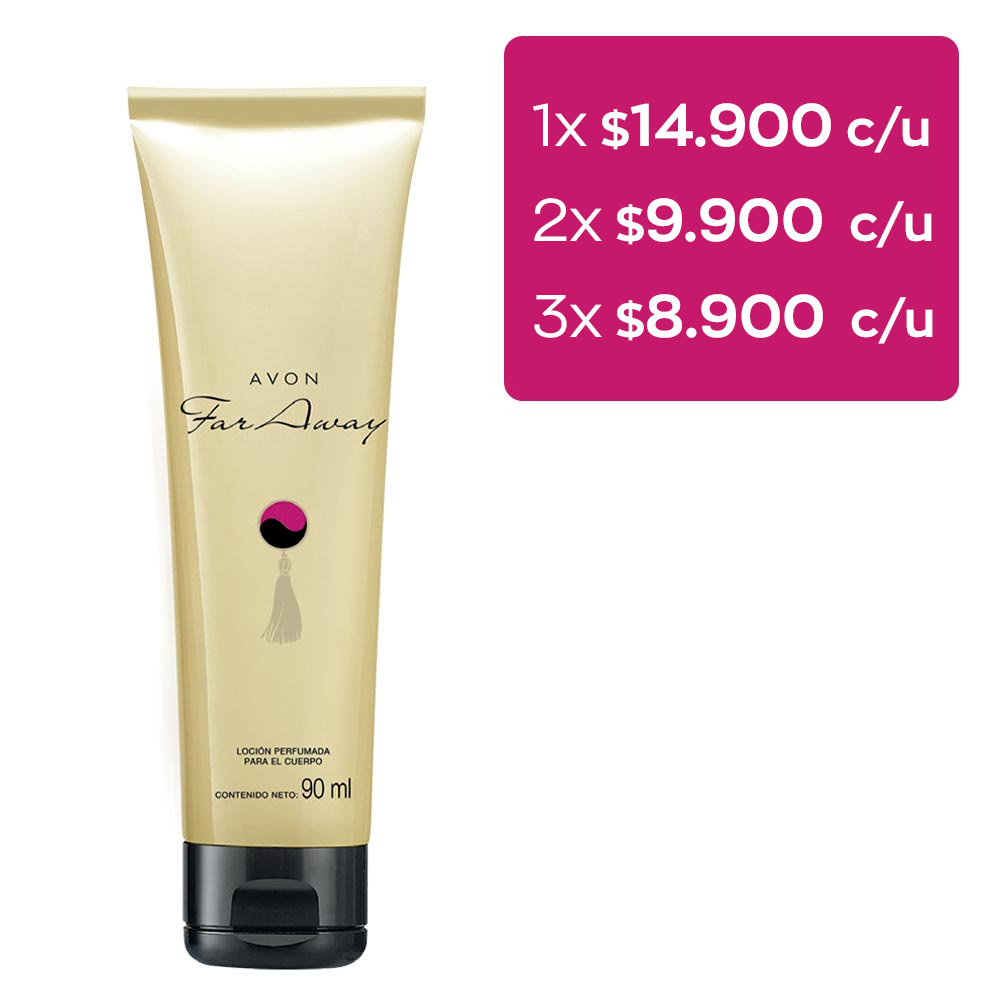 AVON
Far Away
LOCIÓN PERFUMADA
PARA EL CUERPO
CONTENIDO NETO: 90 ml
1x $14.900 c/u
2x $9.900 c/u
3x $8.900 c/u